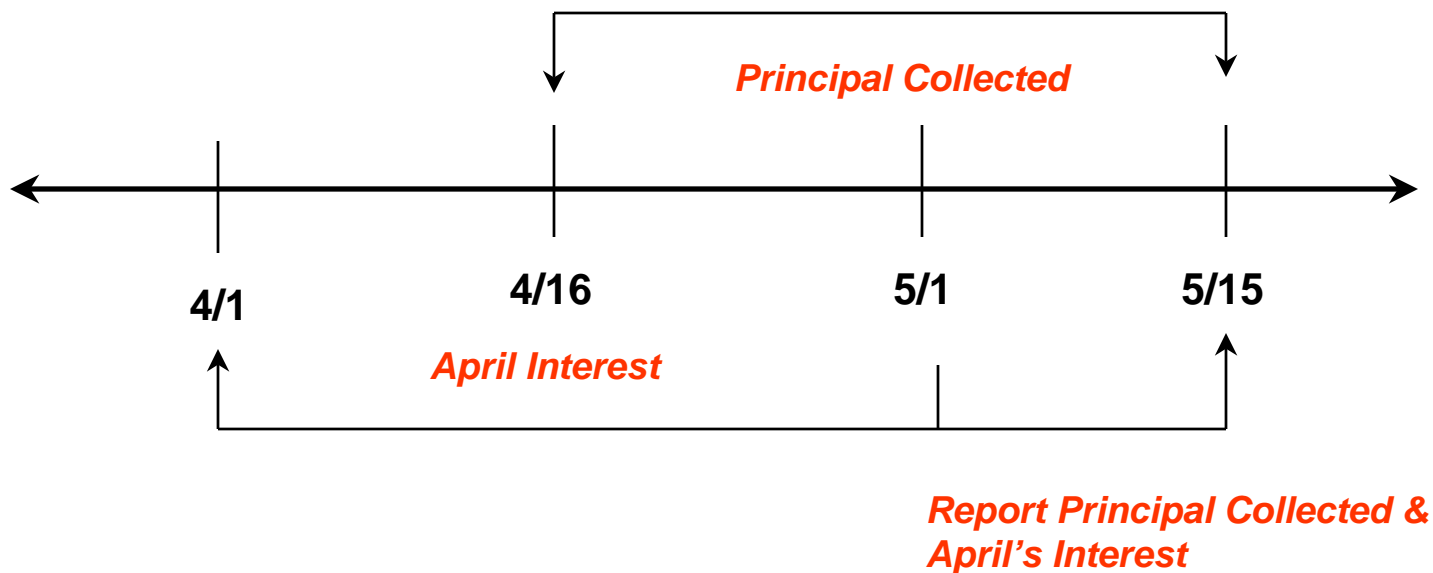 Principal Collected
4/1
4/16
5/1
5/15
April Interest
Report Principal Collected &
April's Interest